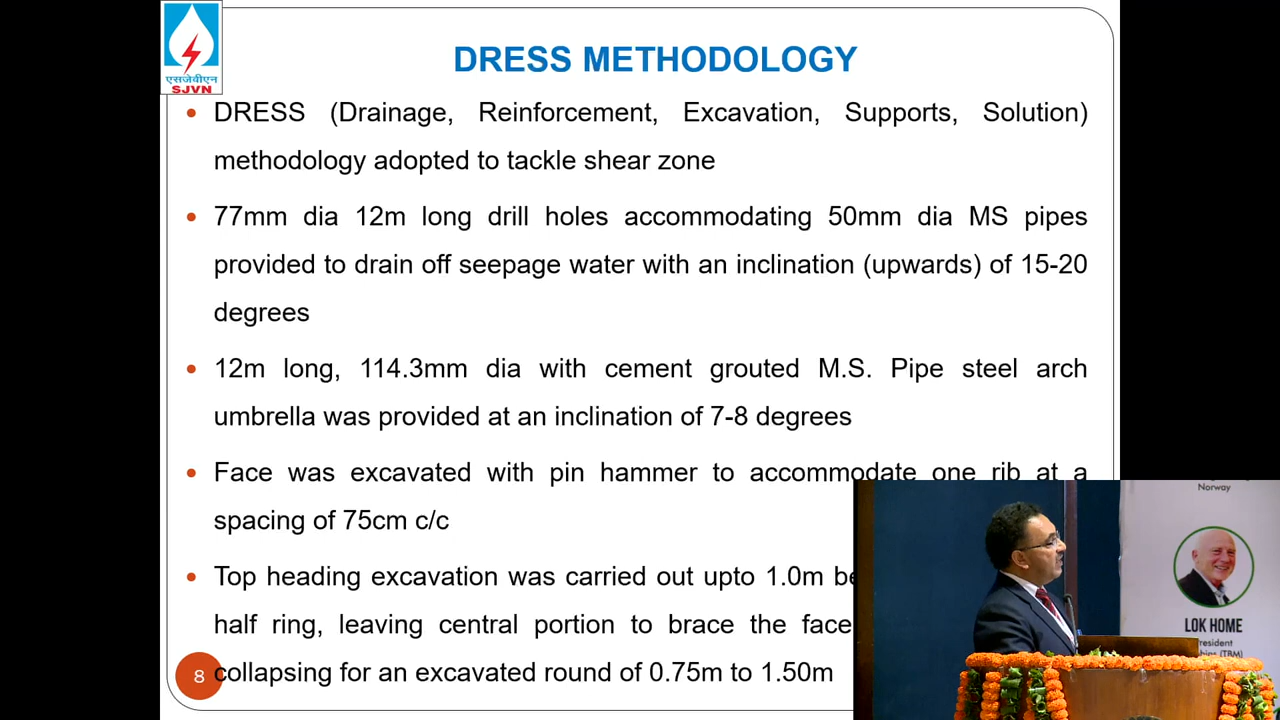 एसजेवीएन
SJVN
DRESS METHODOLOGY
DRESS (Drainage, Reinforcement, Excavation, Supports, Solution)
methodology adopted to tackle shear zone
77mm dia 12m long drill holes accommodating 50mm dia MS pipes
provided to drain off seepage water with an inclination (upwards) of 15-20
degrees
12m long, 114.3mm dia with cement grouted M.S. Pipe steel arch
umbrella was provided at an inclination of 7-8 degrees
Face was excavated with pin hammer to accommodate one rib at a
spacing of 75cm c/c
Top heading excavation was carried out upto 1.0m
half ring, leaving central portion to brace the face
collapsing for an excavated round of 0.75m to 1.50m
8
Norway
LOK HOME
(TBM)